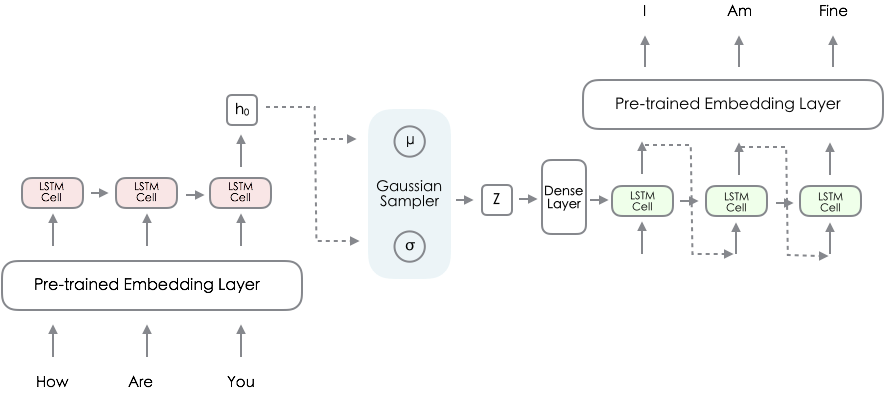 I
Am
Fine
Pre-trained Embedding Layer
h₀
μ
LSTM
Cell
LSTM
Cell
LSTM
Cell
Gaussian
Sampler
Z
Dense
Layer
LSTM
Cell
LSTM
Cell
LSTM
Cell
σ
Pre-trained Embedding Layer
How
Are
You